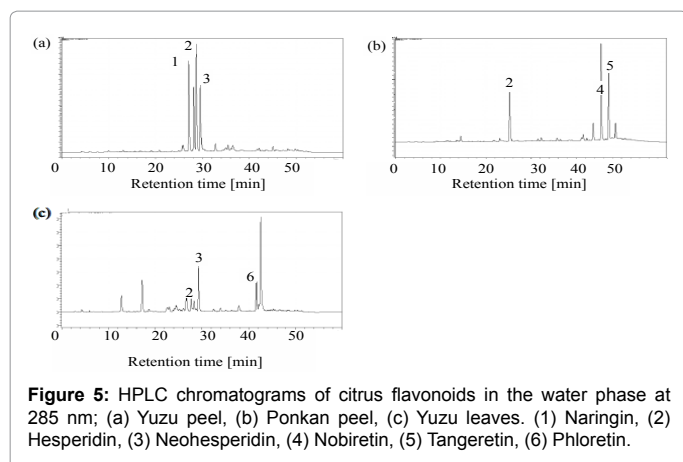 (a)
2
1
3
0 10 20 30 40 50
Retention time [min]
(b)
2
5
4
0 10 20 30 40 50
Retention time [min]
(c)
3
2
6
0 10 20 30 40 50
Retention time [min]
Figure 5: HPLC chromatograms of citrus flavonoids in the water phase at
285 nm; (a) Yuzu peel, (b) Ponkan peel, (c) Yuzu leaves. (1) Naringin, (2)
Hesperidin, (3) Neohesperidin, (4) Nobiretin, (5) Tangeretin, (6) Phloretin.